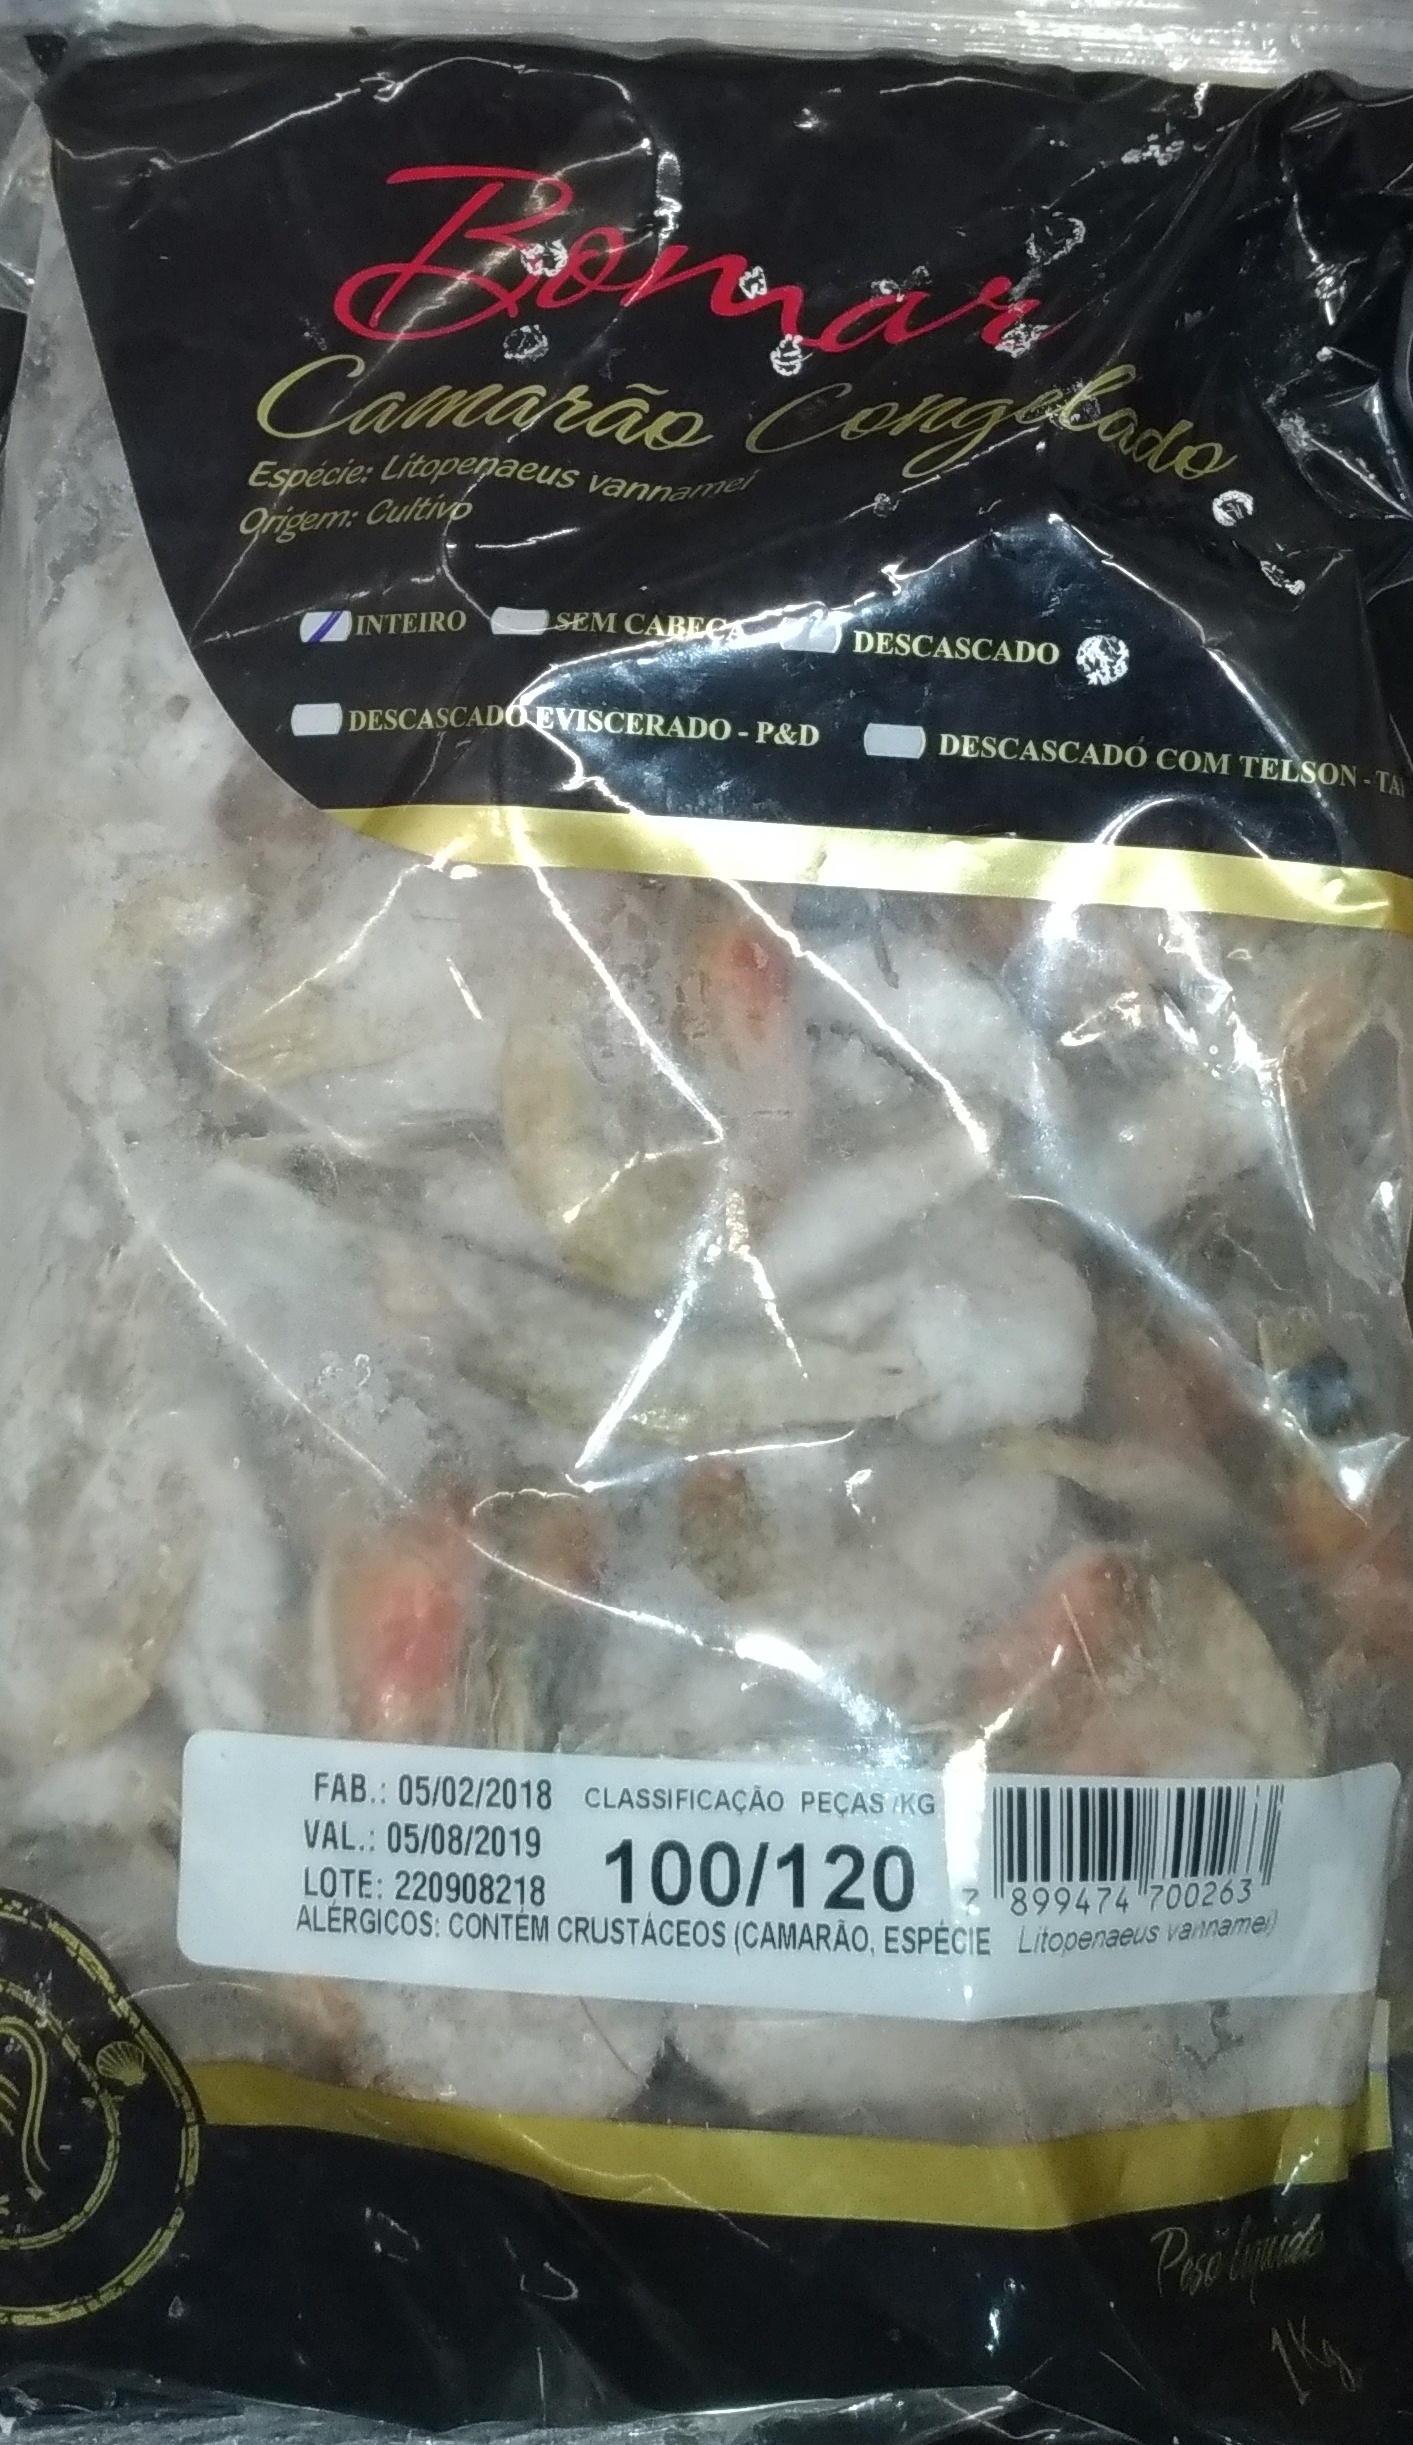 Bomar
Camarão Congelado
Espécie: Litopenaeus vannamei
Origem: Cultivo
INTEIRO SEM CABEÇA DESCASCADO
DESCASCADO EVISCERADO - P&D DESCASCADO COM TELSON -
FAB.: 05/02/2018 CLASSIFICAÇÃO PEÇAS /KG
VAL.: 05/08/2019 100/120
LOTE: 220908218 7 899474 700263
ALÉRGICOS: CONTÉM CRUSTÁCEOS (CAMARÃO, ESPÉCIE Litopenaeus vannamei)
Peso líquido
1Kg